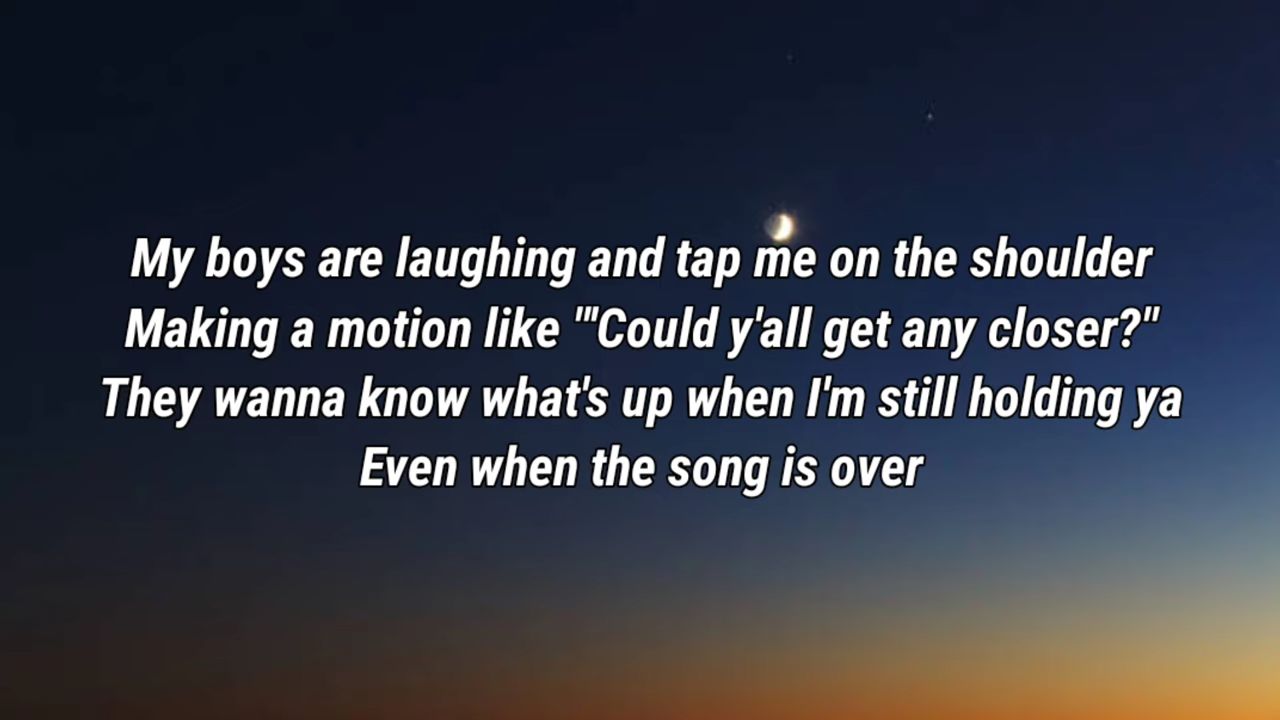 My boys are laughing and tap me on the shoulder
Making a motion like "'Could y'all get any closer?"
They wanna know what's up when I'm still holding ya
Even when the song is over